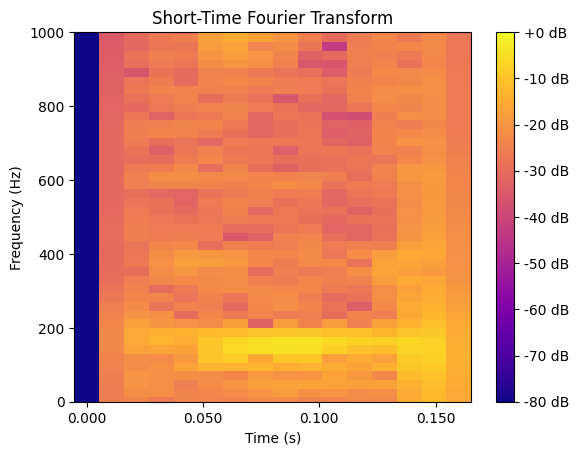 Short-Time Fourier Transform
1000
800
600
400
200
0
Frequency (Hz)
0.000
0.050
0.100
0.150
Time (s)
+0 dB
-10 dB
-20 dB
-30 dB
-40 dB
-50 dB
-60 dB
-70 dB
-80 dB